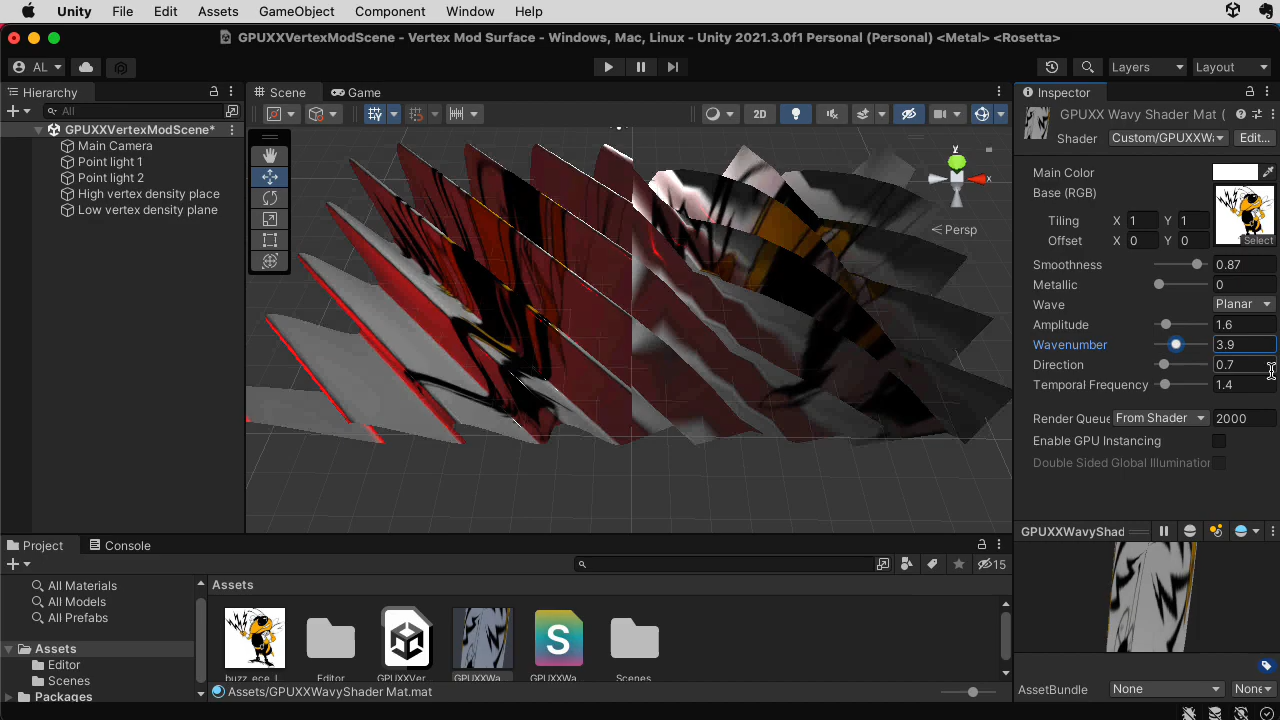 Unity File Edit Assets GameObject Component Window Help
GPUXXVertexModScene - Vertex Mod Surface - Windows, Mac, Linux - Unity 2021.3.0f1 Personal (Personal) <Metal> <Rosetta>
AL Layers Layout
Hierarchy
All
GPUXXVertexModScene*
Main Camera
Point light 1
Point light 2
High vertex density place
Low vertex density plane
Scene Game
2D
y
x
Persp
Inspector
GPUXX Wavy Shader Mat (
Shader Custom/GPUXXW Edit...
Main Color
Base (RGB)
Tiling X 1 Y 1
Offset X 0 Y 0
Select
Smoothness 0.87
Metallic 0
Wave Planar
Amplitude 1.6
Wavenumber 3.9
Direction 0.7
Temporal Frequency 1.4
Render Queue From Shader 2000
Enable GPU Instancing
Double Sided Global Illumination
Project Console
15
All Materials
All Models
All Prefabs
Assets
Editor
Scenes
Packages
Assets
S
buzz_ece_l Editor GPUXXVer... GPUXXWa... GPUXXWa... Scenes
Assets/GPUXXWavyShader Mat.mat
GPUXXWavyShad
AssetBundle None None